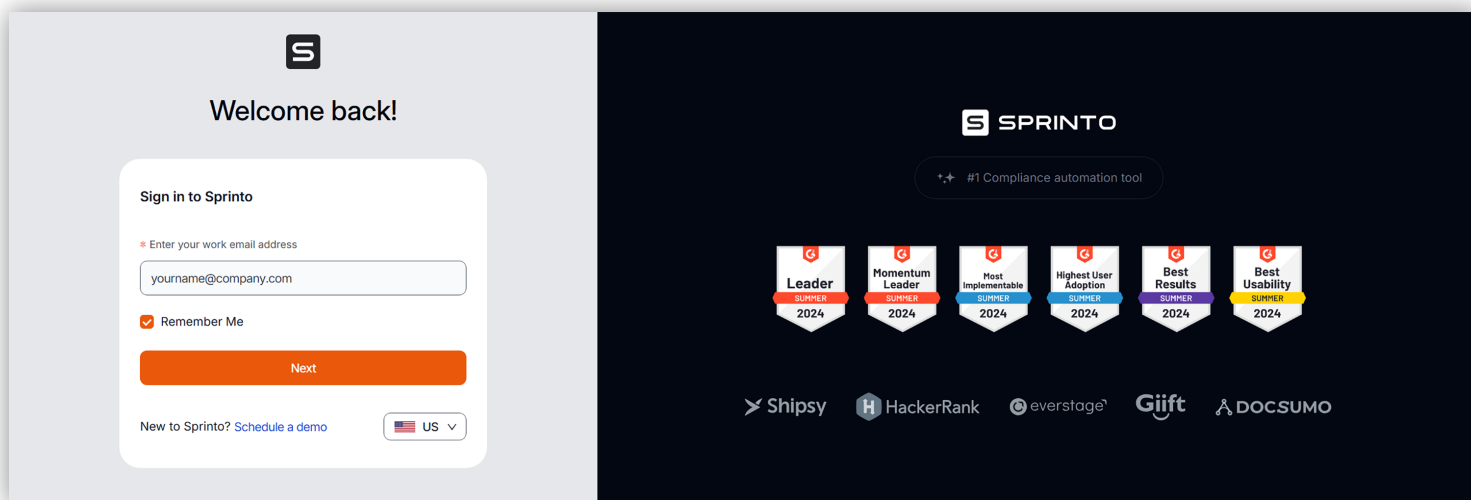 S
Welcome back!
Sign in to Sprinto
* Enter your work email address
yourname@company.com
Remember Me
Next
New to Sprinto? Schedule a demo
US
S SPRINTO
#1 Compliance automation tool
Leader
SUMMER
2024
Momentum
Leader
SUMMER
2024
Most
Implementable
SUMMER
2024
Highest User
Adoption
SUMMER
2024
Best
Results
SUMMER
2024
Best
Usability
SUMMER
2024
Shipsy
H HackerRank
everstage
Giift
DOCSUMO